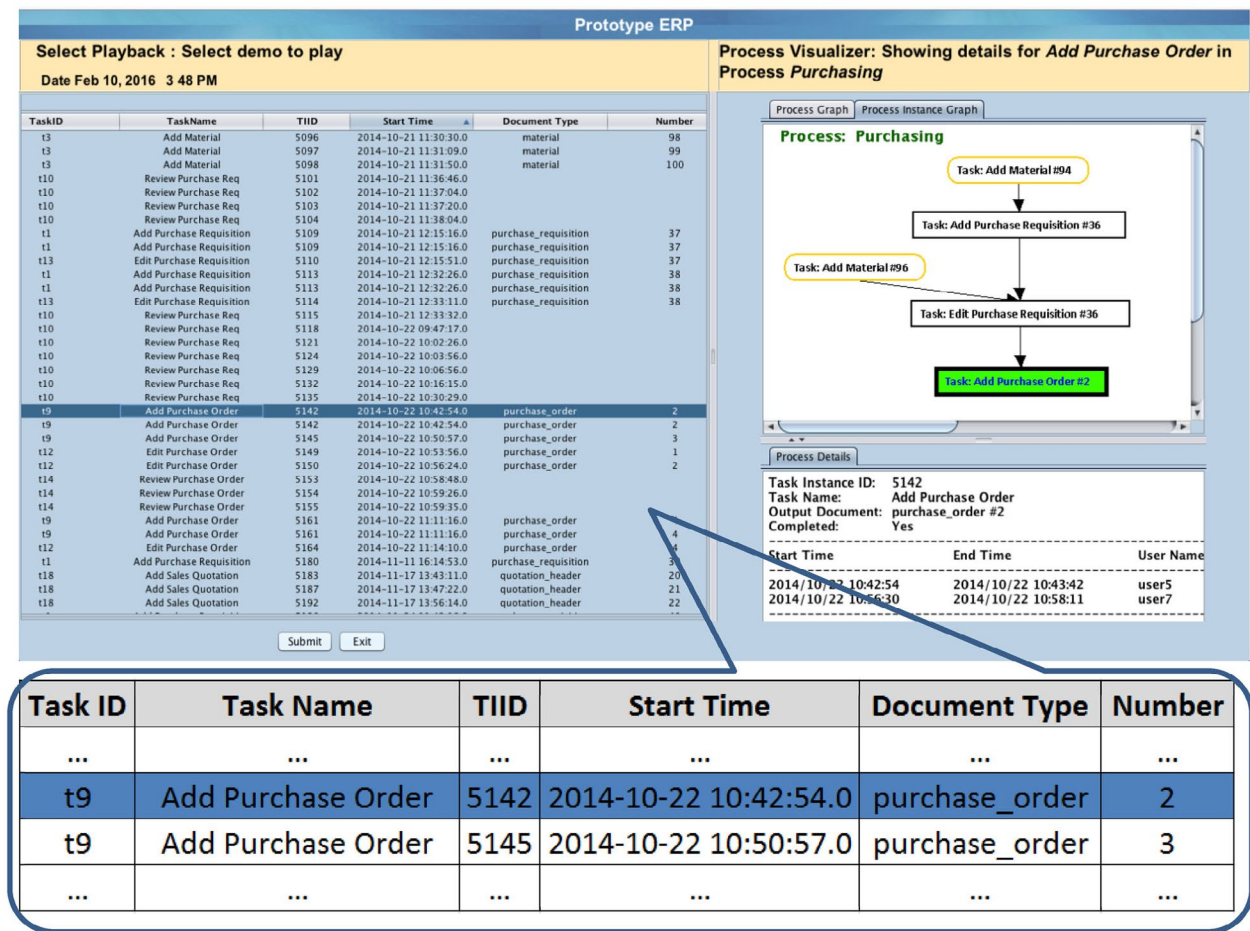 Prototype ERP
Select Playback : Select demo to play
Date Feb 10, 2016 3 48 PM
TaskID TaskName TIID Start Time Document Type Number
t3 Add Material 5096 2014-10-21 11:30:30.0 material 98
t3 Add Material 5097 2014-10-21 11:31:09.0 material 99
t3 Add Material 5098 2014-10-21 11:31:50.0 material 100
t10 Review Purchase Req 5101 2014-10-21 11:36:46.0
t10 Review Purchase Req 5102 2014-10-21 11:37:04.0
t10 Review Purchase Req 5103 2014-10-21 11:37:20.0
t10 Review Purchase Req 5104 2014-10-21 11:38:04.0
t1 Add Purchase Requisition 5109 2014-10-21 12:15:16.0 purchase_requisition 37
t1 Add Purchase Requisition 5109 2014-10-21 12:15:16.0 purchase_requisition 37
t13 Edit Purchase Requisition 5110 2014-10-21 12:15:51.0 purchase_requisition 37
t1 Add Purchase Requisition 5113 2014-10-21 12:32:26.0 purchase_requisition 38
t1 Add Purchase Requisition 5113 2014-10-21 12:32:26.0 purchase_requisition 38
t13 Edit Purchase Requisition 5114 2014-10-21 12:33:11.0 purchase_requisition 38
t10 Review Purchase Req 5115 2014-10-21 12:33:32.0
t10 Review Purchase Req 5118 2014-10-22 09:47:17.0
t10 Review Purchase Req 5121 2014-10-22 10:02:26.0
t10 Review Purchase Req 5124 2014-10-22 10:03:56.0
t10 Review Purchase Req 5129 2014-10-22 10:06:56.0
t10 Review Purchase Req 5132 2014-10-22 10:16:15.0
t10 Review Purchase Req 5135 2014-10-22 10:30:29.0
t9 Add Purchase Order 5142 2014-10-22 10:42:54.0 purchase_order 2
t9 Add Purchase Order 5142 2014-10-22 10:42:54.0 purchase_order 2
t9 Add Purchase Order 5145 2014-10-22 10:50:57.0 purchase_order 3
t12 Edit Purchase Order 5149 2014-10-22 10:53:56.0 purchase_order 1
t12 Edit Purchase Order 5150 2014-10-22 10:56:24.0 purchase_order 2
t14 Review Purchase Order 5153 2014-10-22 10:58:48.0
t14 Review Purchase Order 5154 2014-10-22 10:59:26.0
t14 Review Purchase Order 5155 2014-10-22 10:59:35.0
t9 Add Purchase Order 5161 2014-10-22 11:11:16.0 purchase_order
t9 Add Purchase Order 5161 2014-10-22 11:11:16.0 purchase_order 4
t12 Edit Purchase Order 5164 2014-10-22 11:14:10.0 purchase_order 4
t1 Add Purchase Requisition 5180 2014-11-11 16:14:53.0 purchase_requisition
t18 Add Sales Quotation 5183 2014-11-17 13:43:11.0 quotation_header 20
t18 Add Sales Quotation 5187 2014-11-17 13:47:22.0 quotation_header 21
t18 Add Sales Quotation 5192 2014-11-17 13:56:14.0 quotation_header 22
Submit Exit
Process Visualizer: Showing details for Add Purchase Order in
Process Purchasing
Process Graph Process Instance Graph
Process: Purchasing
Task: Add Material #94
Task: Add Purchase Requisition #36
Task: Add Material #96
Task: Edit Purchase Requisition #36
Task: Add Purchase Order #2
Process Details
Task Instance ID: 5142
Task Name: Add Purchase Order
Output Document: purchase_order #2
Completed: Yes
Start Time End Time User Name
2014/10/22 10:42:54 2014/10/22 10:43:42 user5
2014/10/22 10:56:30 2014/10/22 10:58:11 user7
Task ID Task Name TIID Start Time Document Type Number
... ... ... ... ... ...
t9 Add Purchase Order 5142 2014-10-22 10:42:54.0 purchase_order 2
t9 Add Purchase Order 5145 2014-10-22 10:50:57.0 purchase_order 3
... ... ... ... ... ...